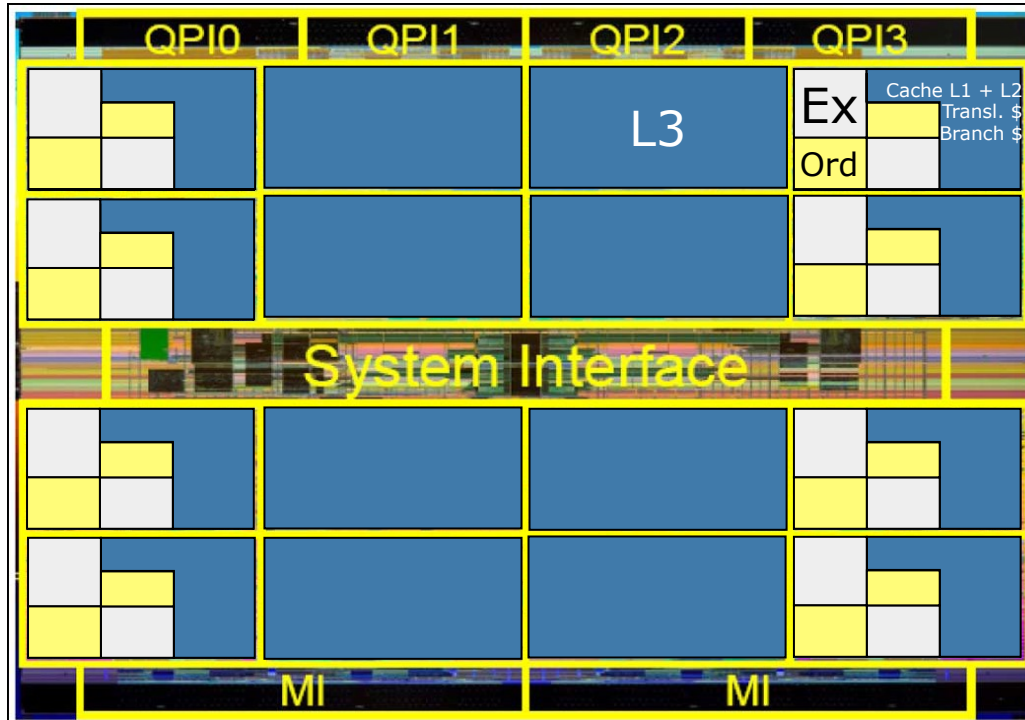 QPI0 QPI1 QPI2 QPI3
L3
Ex
Cache L1 + L2
Transl. $
Branch $
Ord
System Interface
MI MI